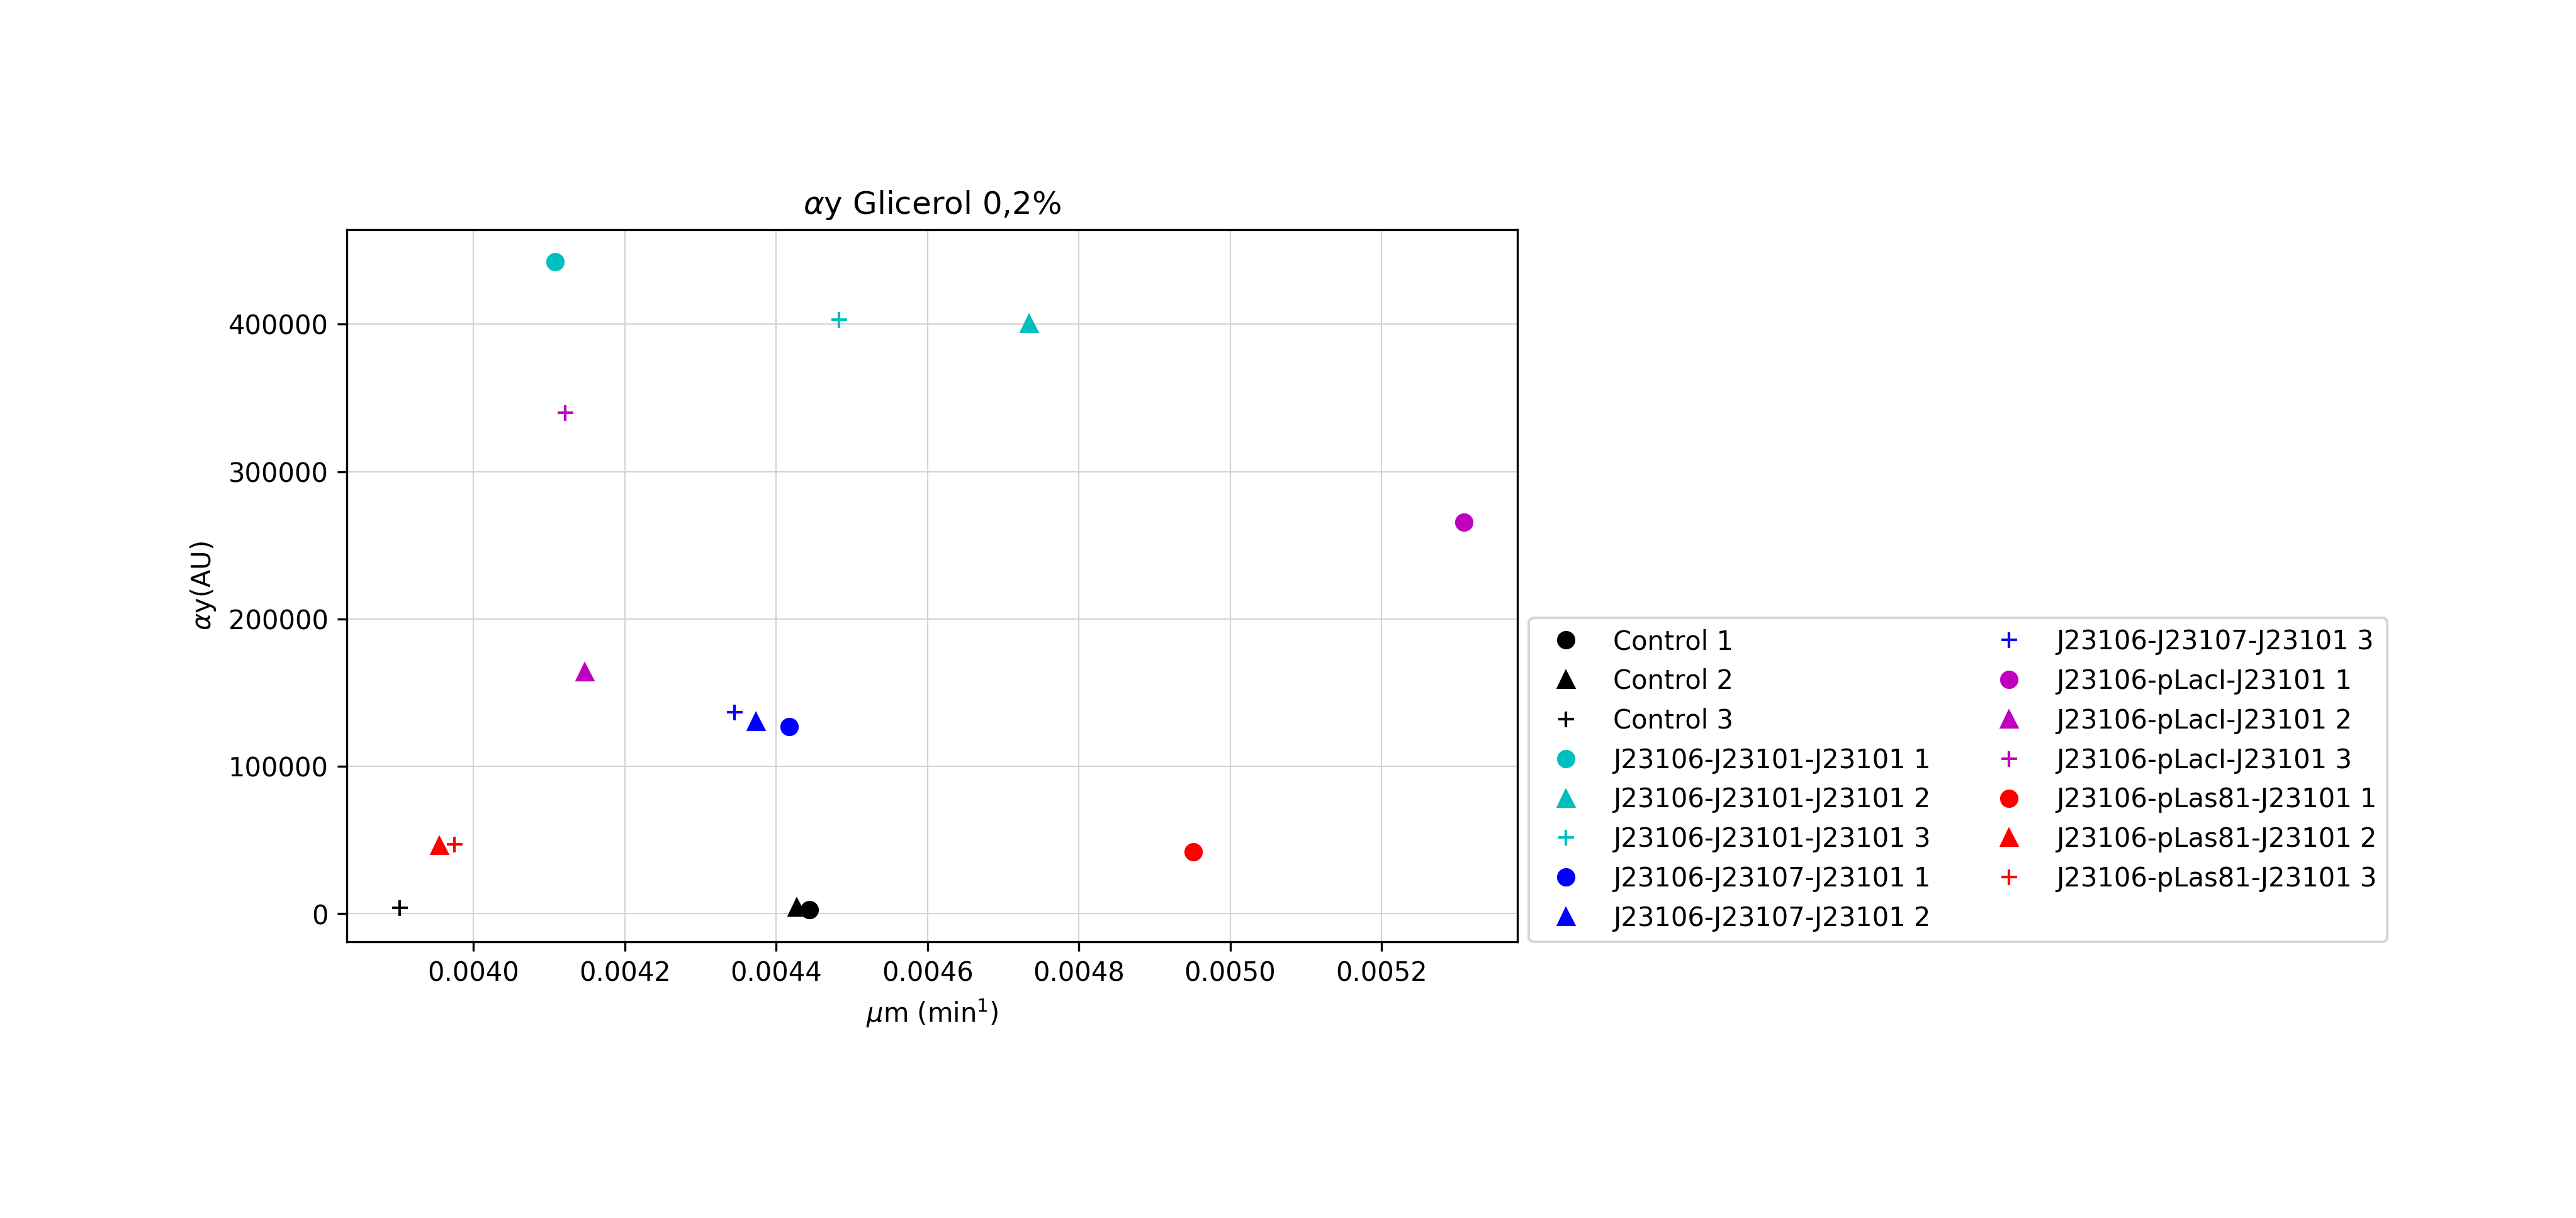 αy Glicerol 0,2%
αy(AU)
400000
300000
200000
100000
0
0.0040 0.0042 0.0044 0.0046 0.0048 0.0050 0.0052
μm (min¹)
Control 1
Control 2
Control 3
J23106-J23101-J23101 1
J23106-J23101-J23101 2
J23106-J23101-J23101 3
J23106-J23107-J23101 1
J23106-J23107-J23101 2
J23106-J23107-J23101 3
J23106-pLacI-J23101 1
J23106-pLacI-J23101 2
J23106-pLacI-J23101 3
J23106-pLas81-J23101 1
J23106-pLas81-J23101 2
J23106-pLas81-J23101 3